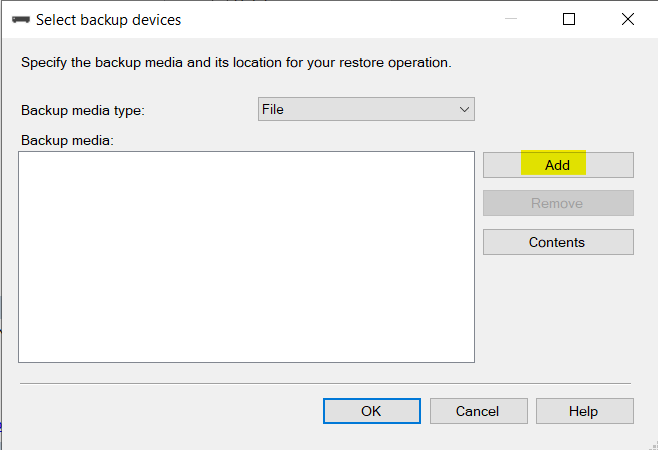 Select backup devices
Specify the backup media and its location for your restore operation.
Backup media type:
File
Backup media:
Add
Remove
Contents
OK
Cancel
Help